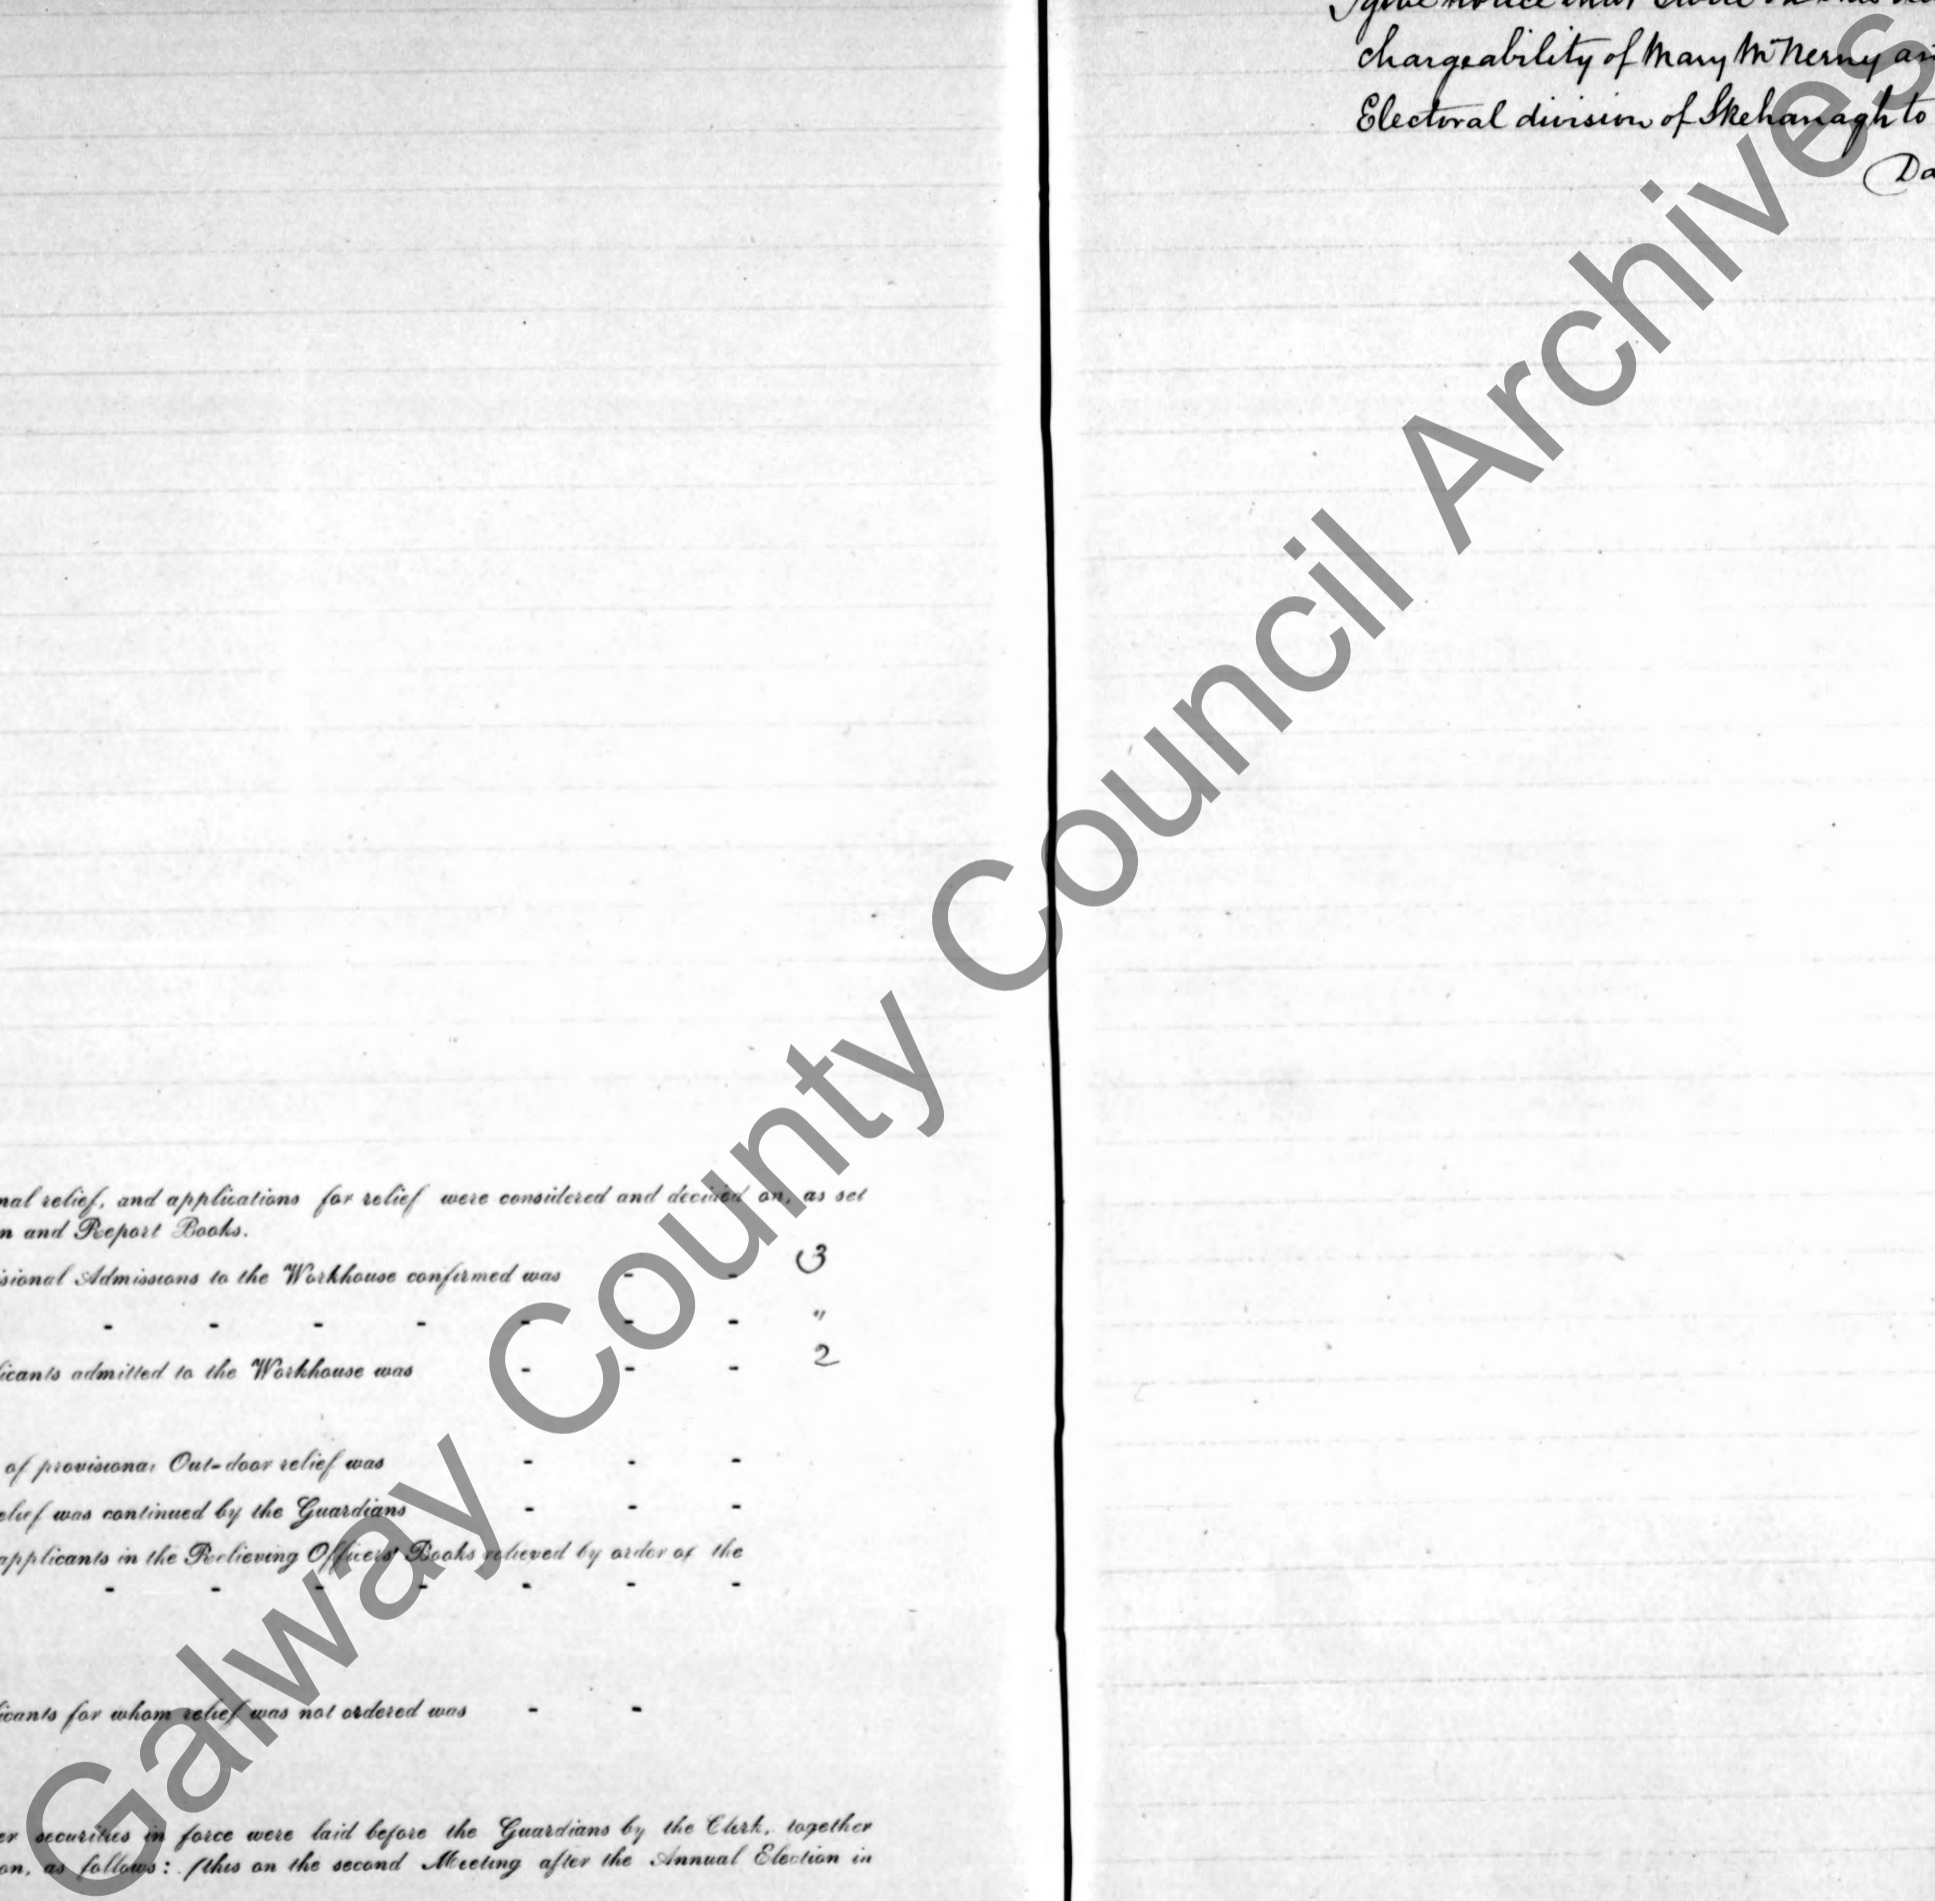 nal relief, and applications for relief were considered and decided on, as set
n and Report Books.
sional Admissions to the Workhouse confirmed was - - 3
- - - - - - - "
icants admitted to the Workhouse was - - - 2
of provisional Out-door relief was - - -
elief was continued by the Guardians - - -
applicants in the Relieving Officers' Books relieved by order of the
- - - - - - -
icants for whom relief was not ordered was - -
er securities in force were laid before the Guardians by the Clerk, together
on, as follows: (this on the second Meeting after the Annual Election in
I give notice that
chargeability of Mary McNerny an
Electoral division of Skehanagh to
Da
Galway County Council Archives